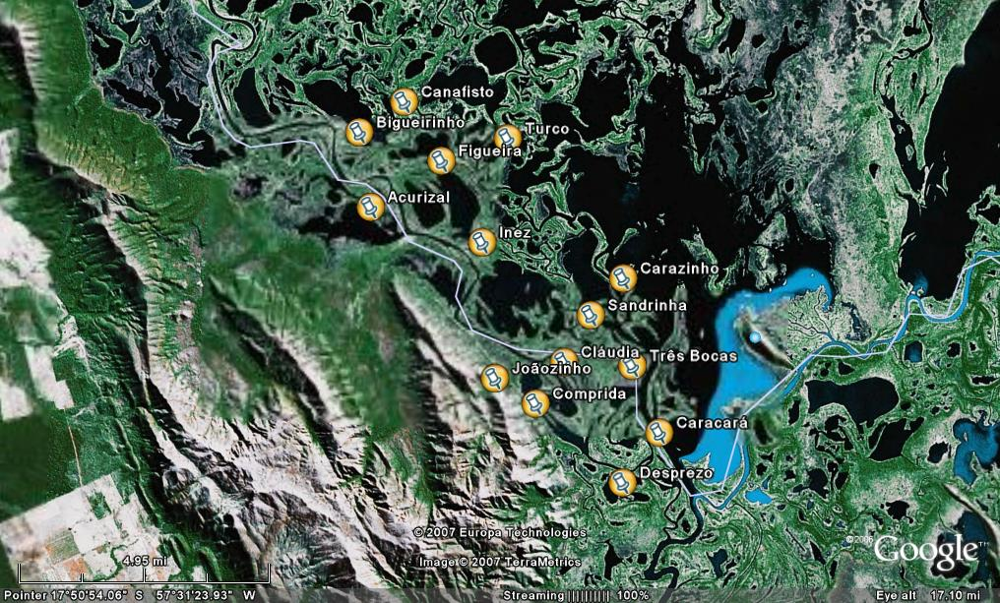 Canafisto
Bigueirinho
Turco
Figueira
Acurizal
Inez
Carazinho
Sandrinha
Cláudia
Três Bocas
Joãozinho
Comprida
Caracará
Desprezo
© 2007 Europa Technologies
Image © 2007 TerraMetrics
Google™
4.95 mi
Pointer 17°50'54.06" S 57°31'23.93" W
Streaming |||||||||| 100%
Eye alt 17.10 mi